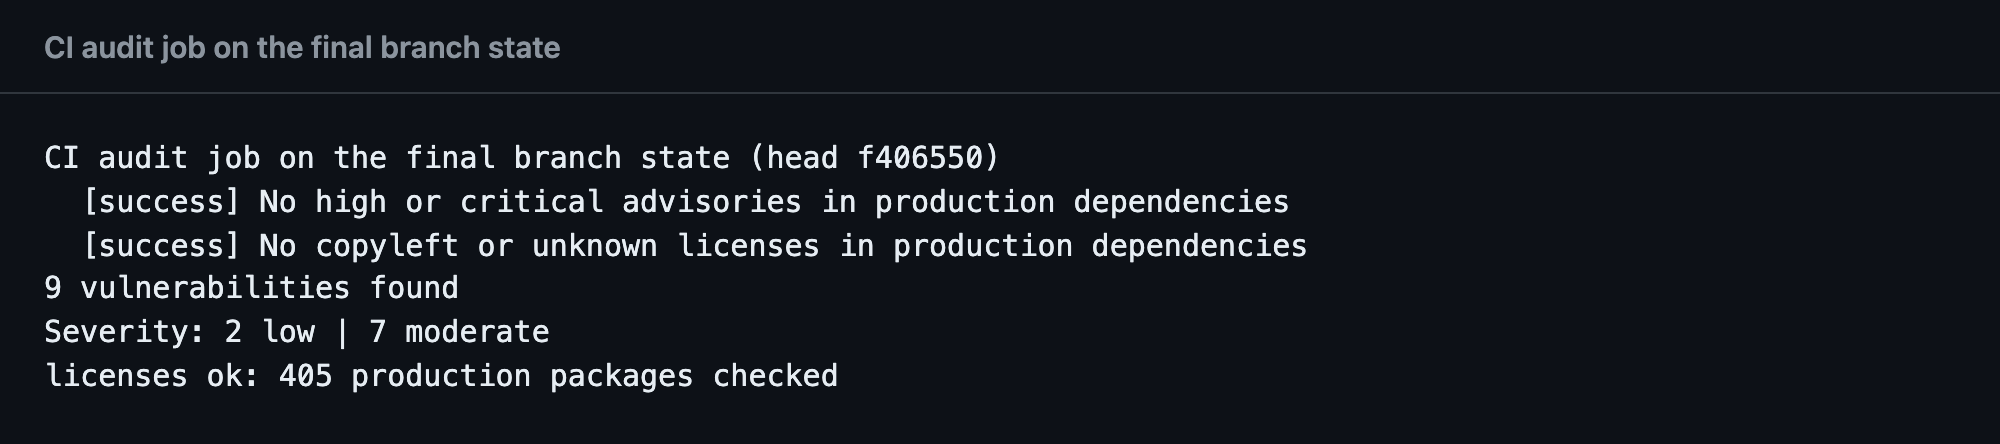 CI audit job on the final branch state
CI audit job on the final branch state (head f406550)
[success] No high or critical advisories in production dependencies
[success] No copyleft or unknown licenses in production dependencies
9 vulnerabilities found
Severity: 2 low | 7 moderate
licenses ok: 405 production packages checked